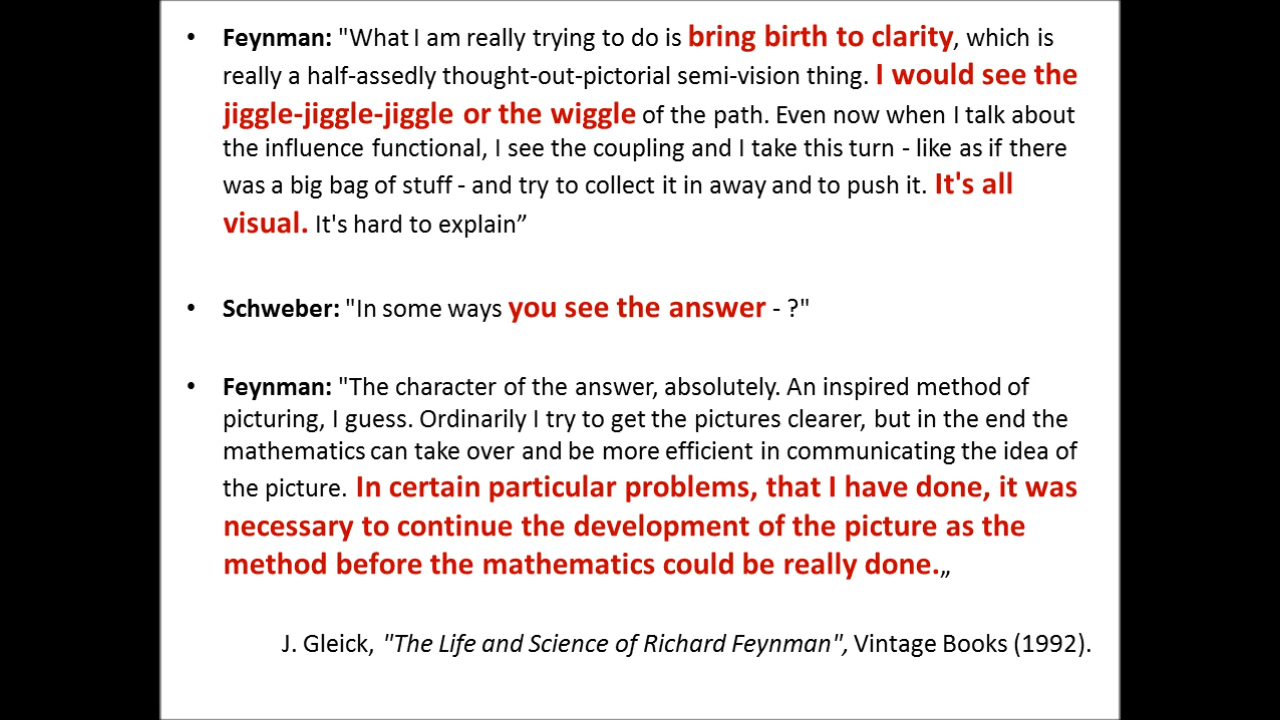 • Feynman: "What I am really trying to do is bring birth to clarity, which is
really a half-assedly thought-out-pictorial semi-vision thing. I would see the
jiggle-jiggle-jiggle or the wiggle of the path. Even now when I talk about
the influence functional, I see the coupling and I take this turn - like as if there
was a big bag of stuff - and try to collect it in away and to push it. It's all
visual. It's hard to explain”
• Schweber: "In some ways you see the answer - ?"
• Feynman: "The character of the answer, absolutely. An inspired method of
picturing, I guess. Ordinarily I try to get the pictures clearer, but in the end the
mathematics can take over and be more efficient in communicating the idea of
the picture. In certain particular problems, that I have done, it was
necessary to continue the development of the picture as the
method before the mathematics could be really done.„
J. Gleick, "The Life and Science of Richard Feynman", Vintage Books (1992).